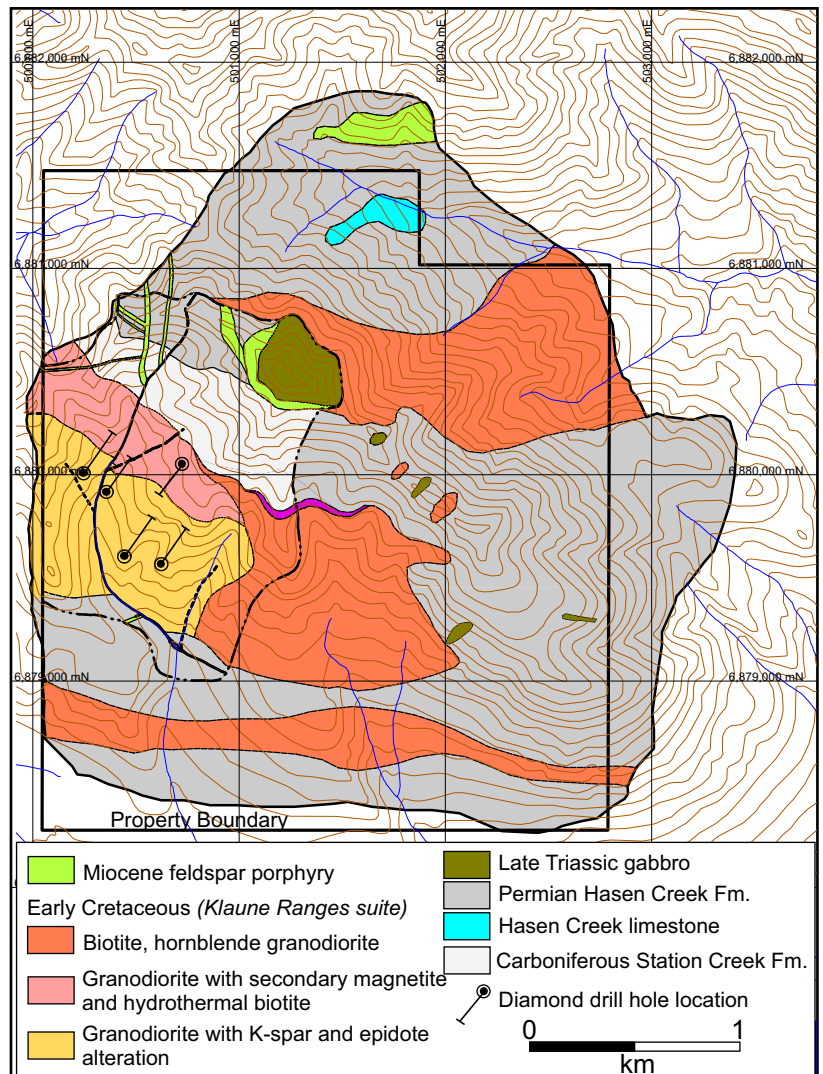 500,000 mE
501,000 mE
502,000 mE
503,000 mE
6,882,000 mN
6,882,000 mN
6,881,000 mN
6,881,000 mN
6,880,000 mN
6,880,000 mN
6,879,000 mN
6,879,000 mN
Property Boundary
Miocene feldspar porphyry
Early Cretaceous (Klaune Ranges suite)
Biotite, hornblende granodiorite
Granodiorite with secondary magnetite
and hydrothermal biotite
Granodiorite with K-spar and epidote
alteration
Late Triassic gabbro
Permian Hasen Creek Fm.
Hasen Creek limestone
Carboniferous Station Creek Fm.
Diamond drill hole location
0 1
km